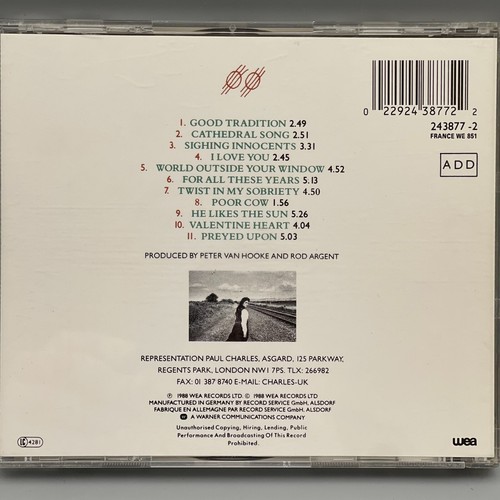 1. GOOD TRADITION 2.49
2. CATHEDRAL SONG 2.51
3. SIGHING INNOCENTS 3.31
4. I LOVE YOU 2.45
5. WORLD OUTSIDE YOUR WINDOW 4.52
6. FOR ALL THESE YEARS 5.13
7. TWIST IN MY SOBRIETY 4.50
8. POOR COW 1.56
9. HE LIKES THE SUN 5.26
10. VALENTINE HEART 4.04
11. PREYED UPON 5.03
PRODUCED BY PETER VAN HOOKE AND ROD ARGENT
0 22924 38772 2
243877 -2
FRANCE WE 851
ADD
REPRESENTATION PAUL CHARLES, ASGARD, 125 PARKWAY,
REGENTS PARK, LONDON NW1 7PS. TLX: 266982
FAX: 01 387 8740 E-MAIL: CHARLES-UK
℗ 1988 WEA RECORDS LTD. © 1988 WEA RECORDS LTD
MANUFACTURED IN GERMANY BY RECORD SERVICE GmbH, ALSDORF
FABRIQUE EN ALLEMAGNE PAR RECORD SERVICE GmbH, ALSDORF
A WARNER COMMUNICATIONS COMPANY
Unauthorised Copying, Hiring, Lending, Public
Performance And Broadcasting Of This Record
Prohibited.
LC 4281
wea